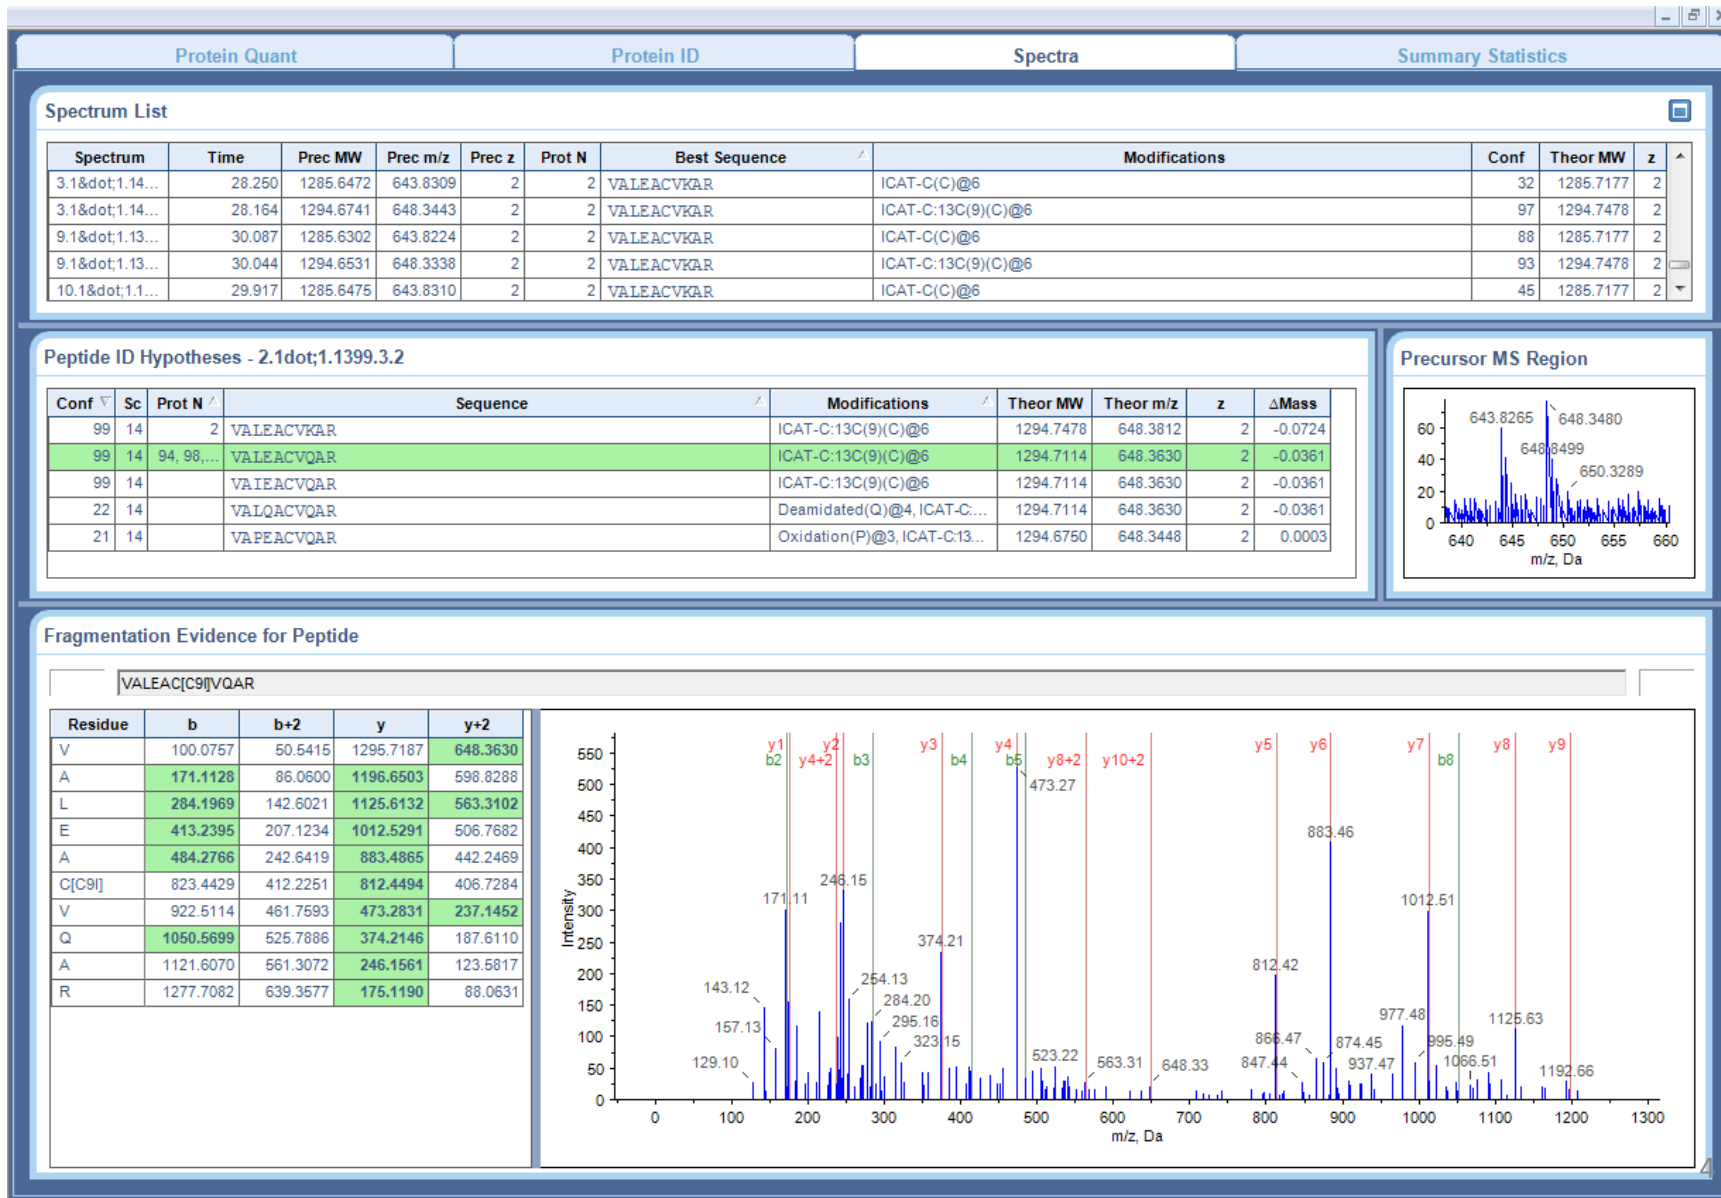 Protein Quant Protein ID Spectra Summary Statistics
Spectrum List
Spectrum Time Prec MW Prec m/z Prec z Prot N Best Sequence Modifications Conf Theor MW z
3.1&dot;1.14... 28.250 1285.6472 643.8309 2 2 VALEACVKAR ICAT-C(C)@6 32 1285.7177 2
3.1&dot;1.14... 28.164 1294.6741 648.3443 2 2 VALEACVKAR ICAT-C:13C(9)(C)@6 97 1294.7478 2
9.1&dot;1.13... 30.087 1285.6302 643.8224 2 2 VALEACVKAR ICAT-C(C)@6 88 1285.7177 2
9.1&dot;1.13... 30.044 1294.6531 648.3338 2 2 VALEACVKAR ICAT-C:13C(9)(C)@6 93 1294.7478 2
10.1&dot;1.1... 29.917 1285.6475 643.8310 2 2 VALEACVKAR ICAT-C(C)@6 45 1285.7177 2
Peptide ID Hypotheses - 2.1dot;1.1399.3.2
Conf Sc Prot N Sequence Modifications Theor MW Theor m/z z ΔMass
99 14 2 VALEACVKAR ICAT-C:13C(9)(C)@6 1294.7478 648.3812 2 -0.0724
99 14 94, 98,... VALEACVQAR ICAT-C:13C(9)(C)@6 1294.7114 648.3630 2 -0.0361
99 14 VAIEACVQAR ICAT-C:13C(9)(C)@6 1294.7114 648.3630 2 -0.0361
22 14 VALQACVQAR Deamidated(Q)@4, ICAT-C:... 1294.7114 648.3630 2 -0.0361
21 14 VAPEACVQAR Oxidation(P)@3, ICAT-C:13... 1294.6750 648.3448 2 0.0003
Precursor MS Region
643.8265 648.3480
648.8499
650.3289
60
40
20
0
640 645 650 655 660
m/z, Da
Fragmentation Evidence for Peptide
VALEAC[C9I]VQAR
Residue b b+2 y y+2
V 100.0757 50.5415 1295.7187 648.3630
A 171.1128 86.0600 1196.6503 598.8288
L 284.1969 142.6021 1125.6132 563.3102
E 413.2395 207.1234 1012.5291 506.7682
A 484.2766 242.6419 883.4865 442.2469
C[C9I] 823.4429 412.2251 812.4494 406.7284
V 922.5114 461.7593 473.2831 237.1452
Q 1050.5699 525.7886 374.2146 187.6110
A 1121.6070 561.3072 246.1561 123.5817
R 1277.7082 639.3577 175.1190 88.0631
y1 y2 y3 y4 y5 y6 y7 y8 y9
b2 y4+2 b3 b4 b5 y8+2 y10+2 b8
550
500
450
400
350
300
250
200
150
100
50
0
Intensity
473.27
883.46
246.15
171.11
1012.51
374.21
812.42
254.13
143.12
284.20
157.13
295.16
323.15
129.10
523.22
563.31
648.33
847.44
866.47
874.45
937.47
977.48
995.49
1066.51
1125.63
1192.66
0 100 200 300 400 500 600 700 800 900 1000 1100 1200 1300
m/z, Da
4